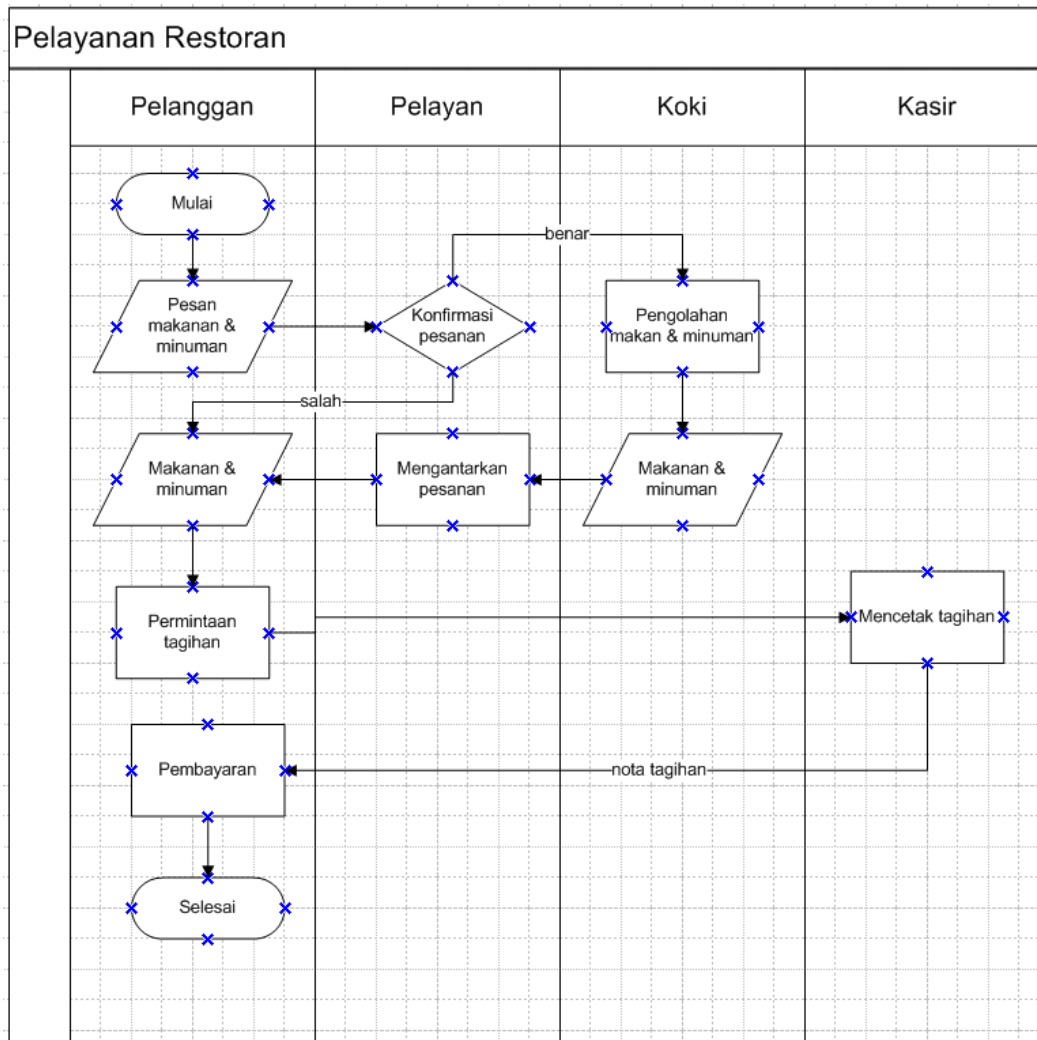 Pelayanan Restoran
Pelanggan
Pelayan
Koki
Kasir
Mulai
benar
Pesan
makanan &
minuman
Konfirmasi
pesanan
Pengolahan
makan & minuman
salah
Makanan &
minuman
Mengantarkan
pesanan
Makanan &
minuman
Permintaan
tagihan
Mencetak tagihan
Pembayaran
nota tagihan
Selesai